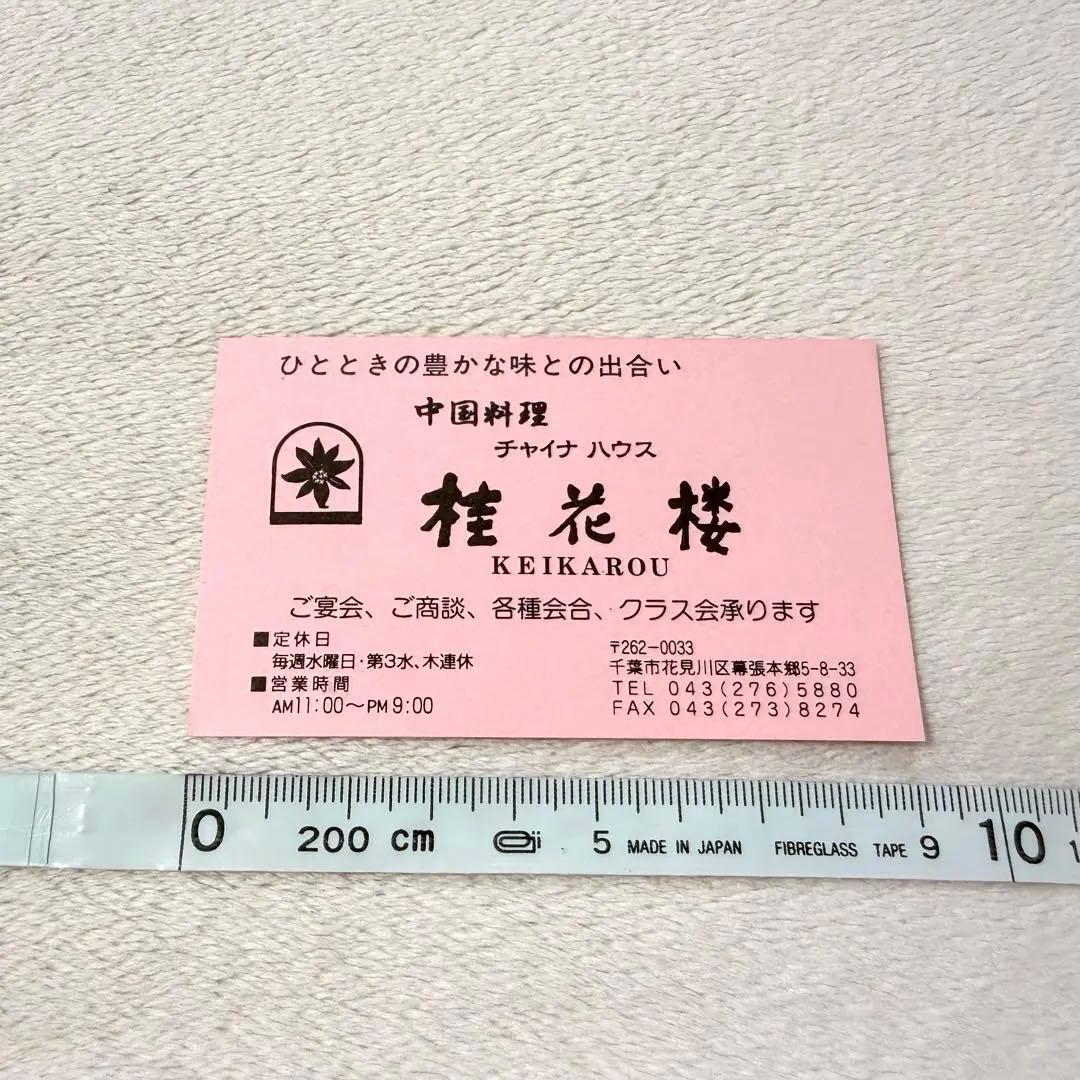 ひとときの豊かな味との出合い
中国料理
チャイナ ハウス
桂花楼
KEIKAROU
ご宴会、ご商談、各種会合、クラス会承ります
■定休日
毎週水曜日・第3水、木連休
■営業時間
AM11:00〜PM9:00
〒262-0033
千葉市花見川区幕張本郷5-8-33
TEL 043(276)5880
FAX 043(273)8274
0 200 cm Oji 5 MADE IN JAPAN FIBREGLASS TAPE 9 10 1